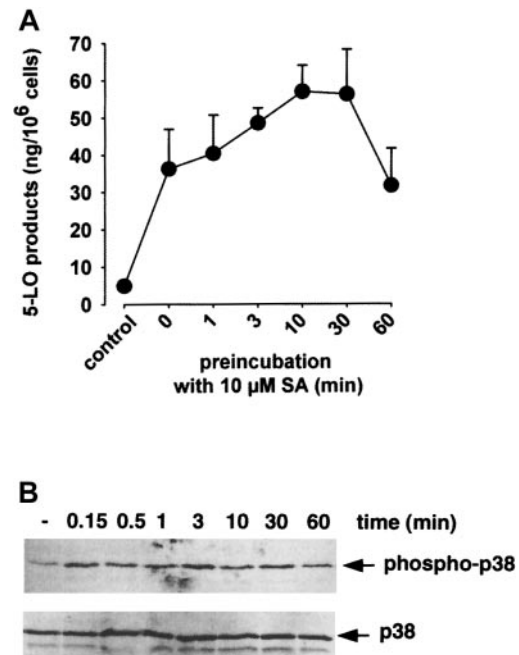 A
5-LO products (ng/10⁶ cells)
70
60
50
40
30
20
10
0
control 0 1 3 10 30 60
preincubation
with 10 µM SA (min)
B
- 0.15 0.5 1 3 10 30 60 time (min)
phospho-p38
p38